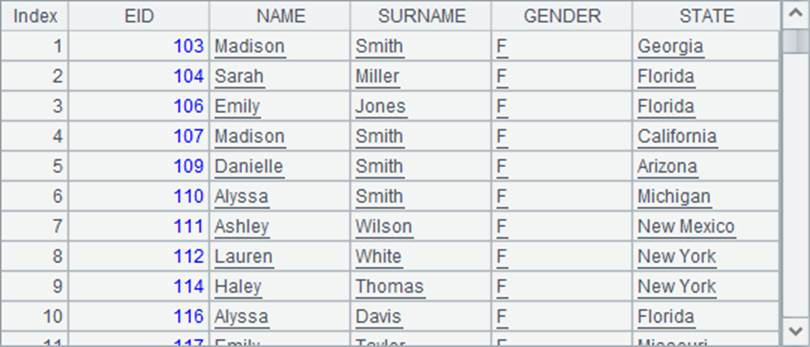 Index EID NAME SURNAME GENDER STATE
1 103 Madison Smith F Georgia
2 104 Sarah Miller F Florida
3 106 Emily Jones F Florida
4 107 Madison Smith F California
5 109 Danielle Smith F Arizona
6 110 Alyssa Smith F Michigan
7 111 Ashley Wilson F New Mexico
8 112 Lauren White F New York
9 114 Haley Thomas F New York
10 116 Alyssa Davis F Florida
11 117 Emily Taylor F Missouri